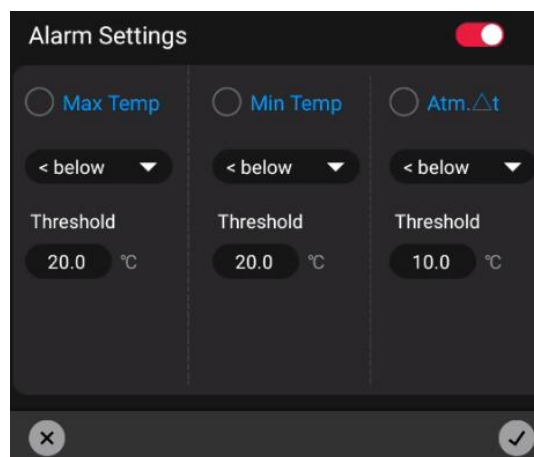 Alarm Settings
Max Temp
Min Temp
Atm.△t
< below
< below
< below
Threshold
Threshold
Threshold
20.0 ℃
20.0 ℃
10.0 ℃